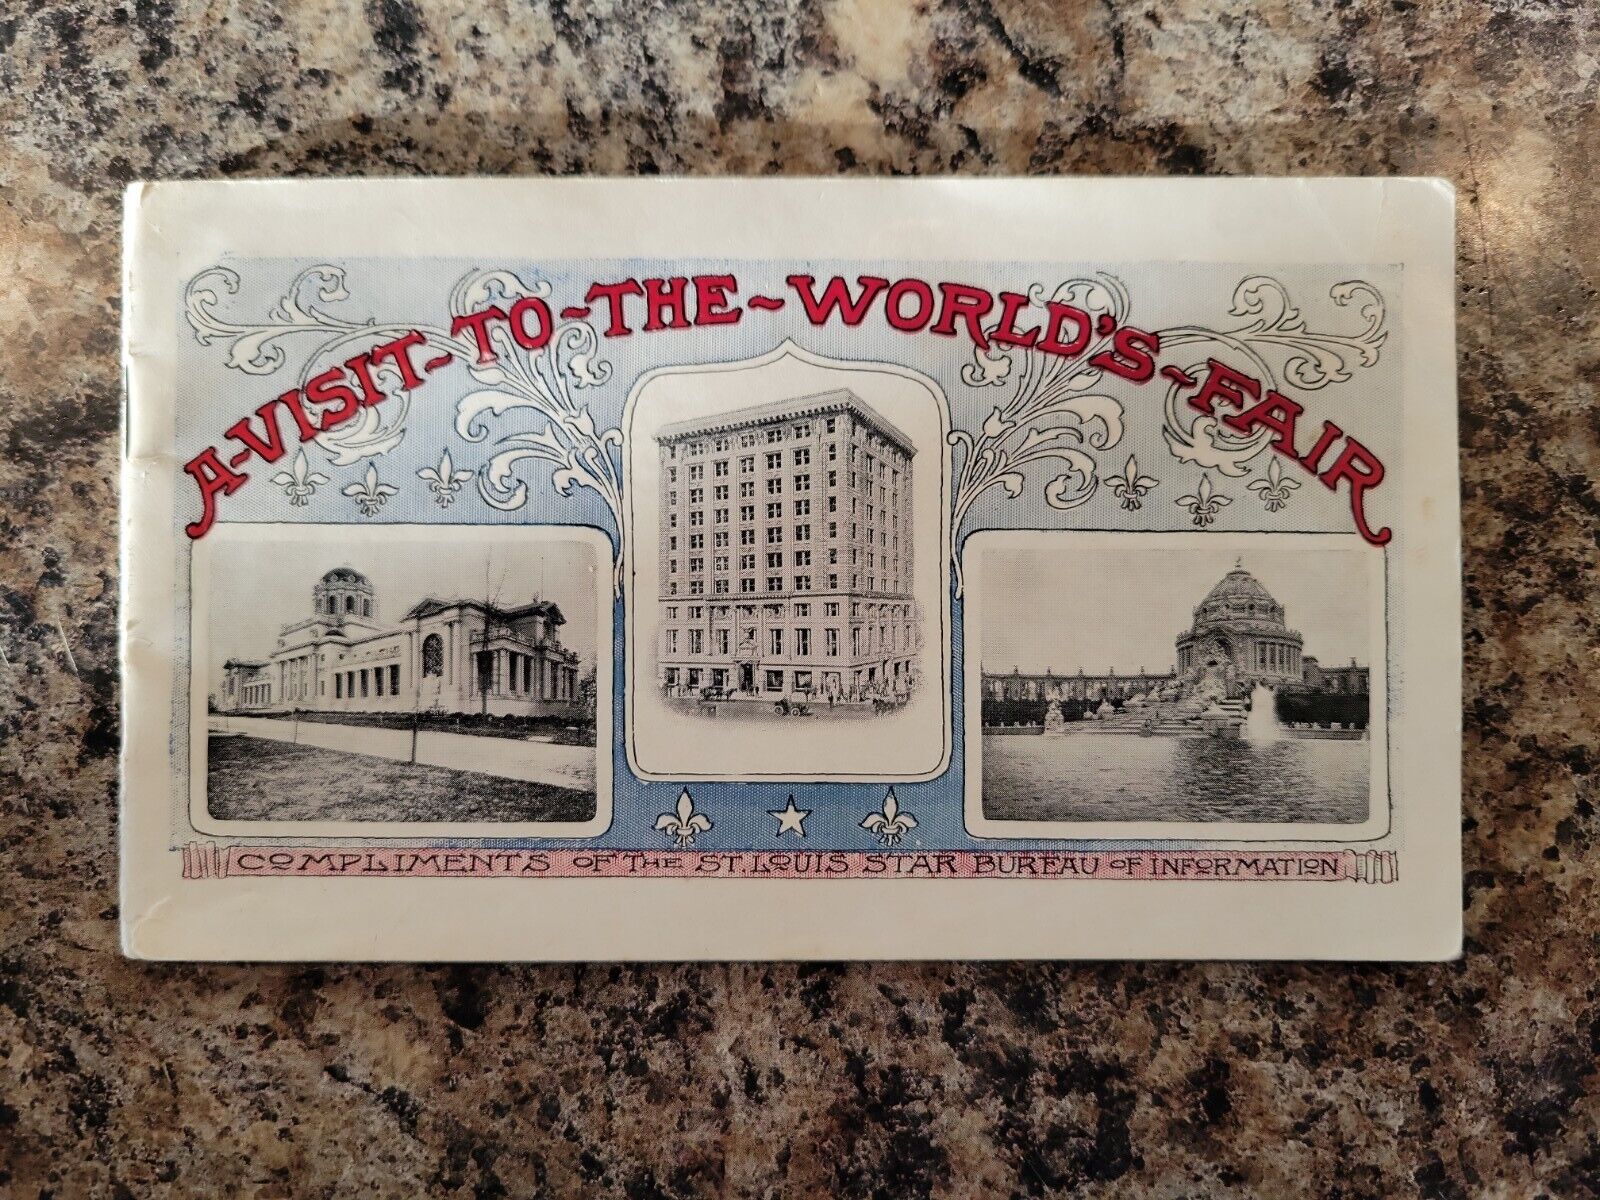 A~VISIT~TO~THE~WORLD'S~FAIR
COMPLIMENTS OF THE ST. LOUIS STAR BUREAU OF INFORMATION